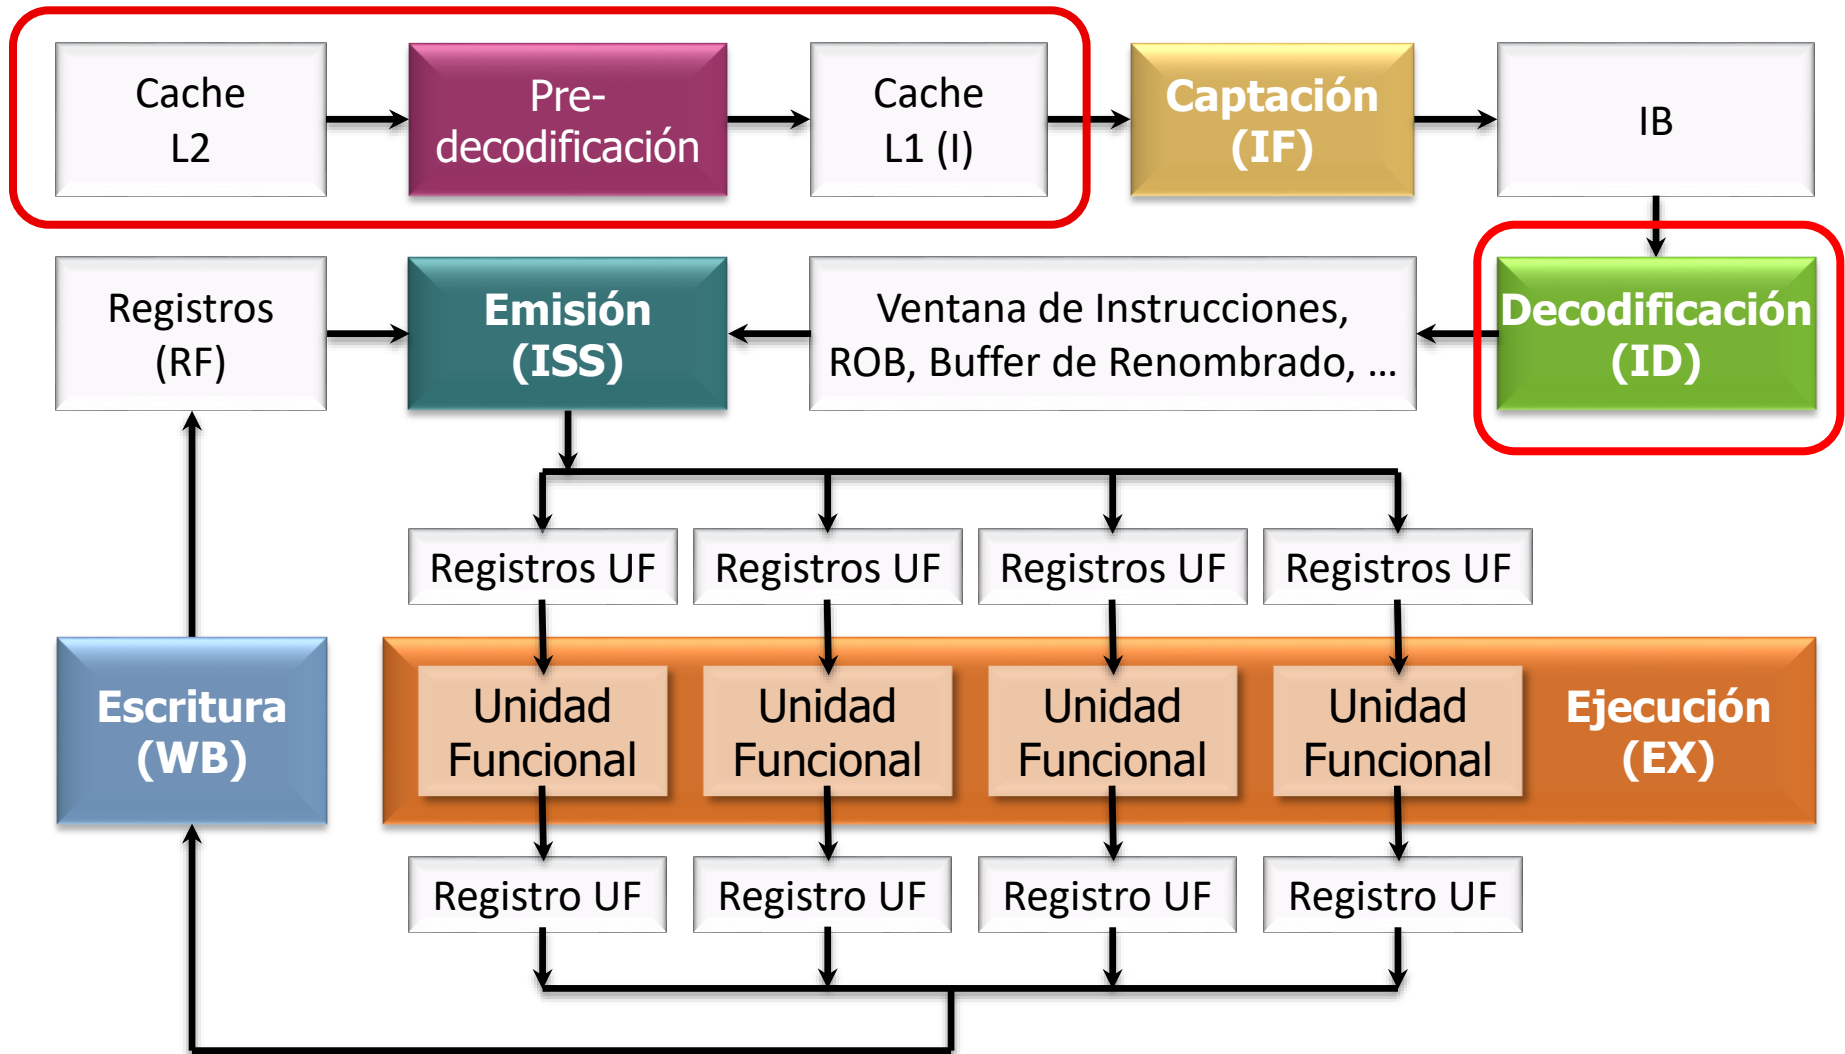 Cache
L2
Pre-
decodificación
Cache
L1 (I)
Captación
(IF)
IB
Registros
(RF)
Emisión
(ISS)
Ventana de Instrucciones,
ROB, Buffer de Renombrado, ...
Decodificación
(ID)
Registros UF
Registros UF
Registros UF
Registros UF
Escritura
(WB)
Unidad
Funcional
Unidad
Funcional
Unidad
Funcional
Unidad
Funcional
Ejecución
(EX)
Registro UF
Registro UF
Registro UF
Registro UF